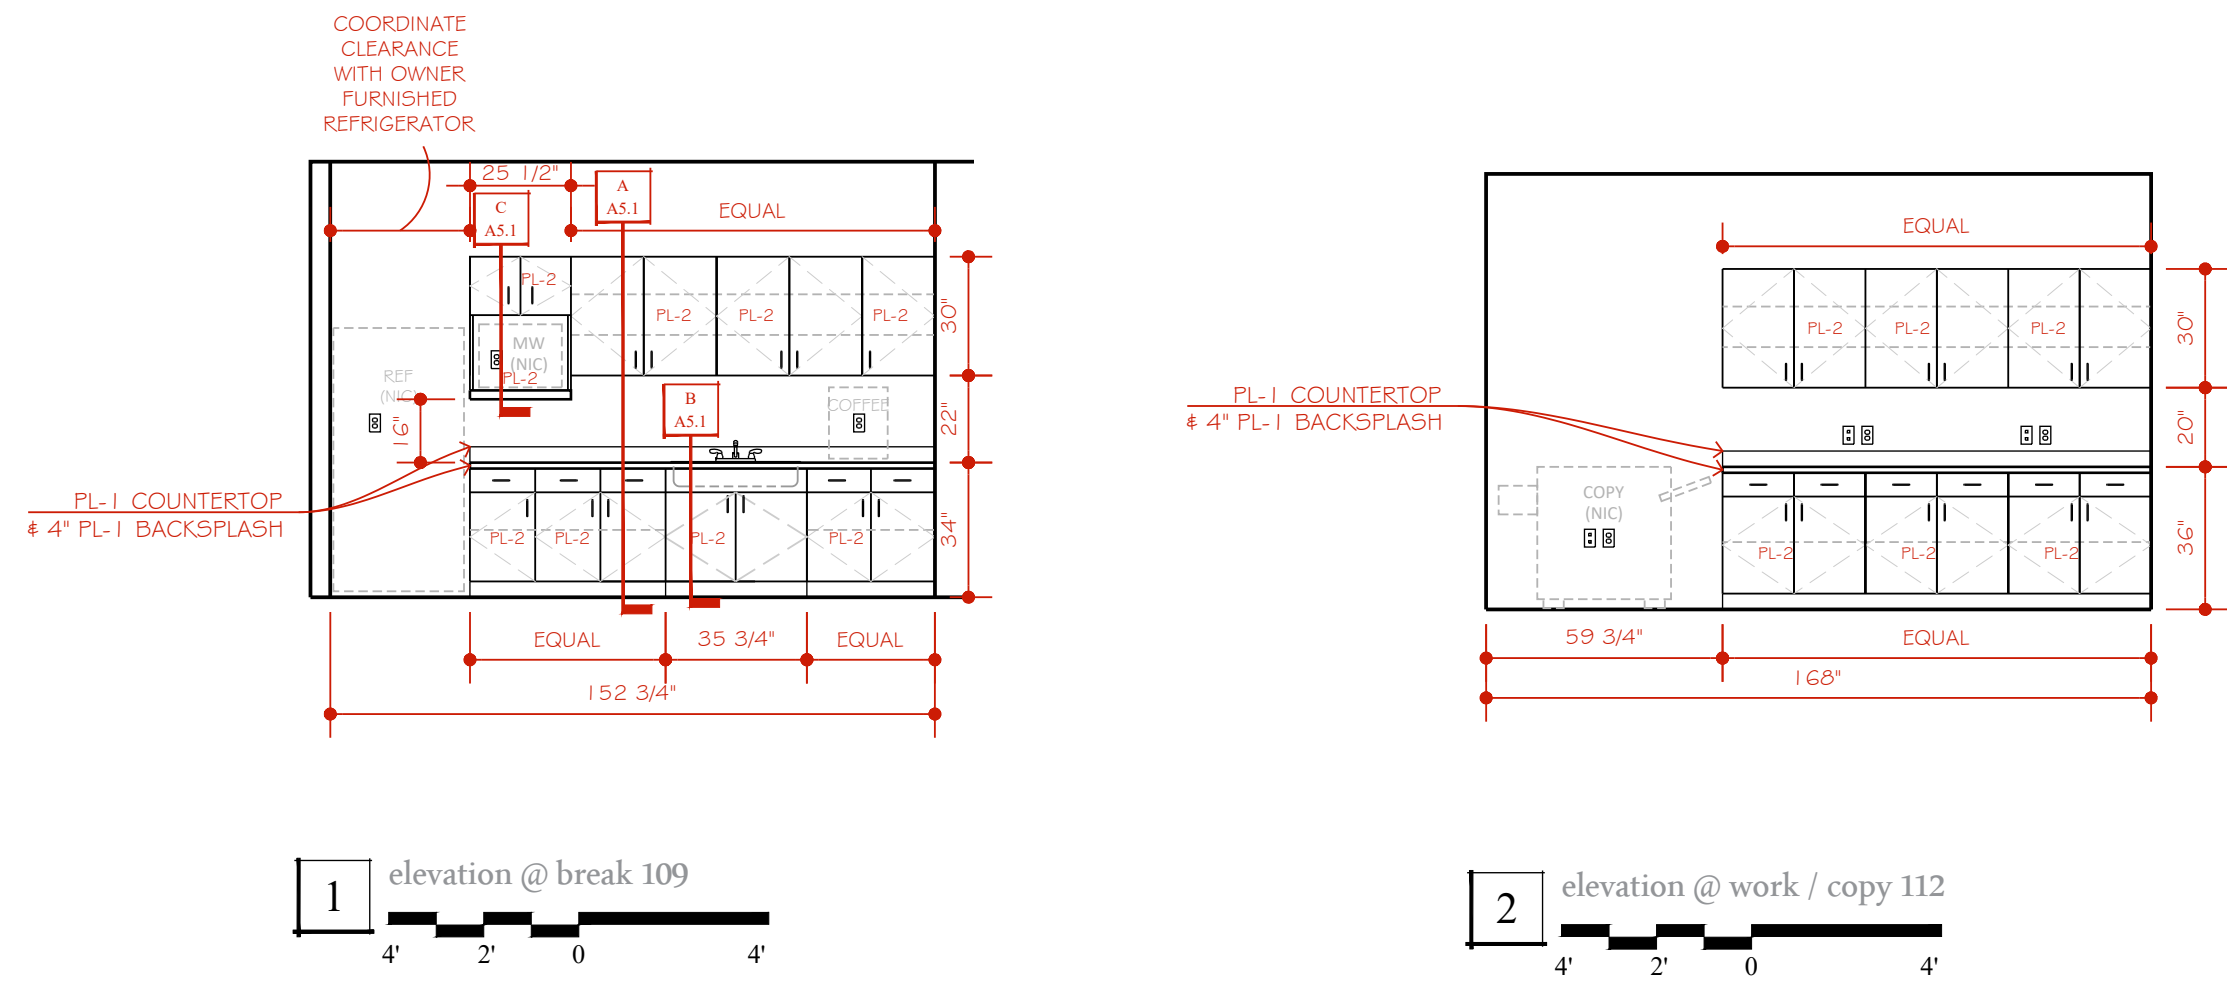 COORDINATE
CLEARANCE
WITH OWNER
FURNISHED
REFRIGERATOR
25 1/2"
A
A5.1
C
A5.1
EQUAL
PL-2
PL-2
PL-2
PL-2
30"
MW
(NIC)
PL-2
REF
(NIC)
16"
B
A5.1
COFFEE
22"
PL-1 COUNTERTOP
& 4" PL-1 BACKSPLASH
PL-2
PL-2
PL-2
PL-2
34"
EQUAL
35 3/4"
EQUAL
152 3/4"
1
elevation @ break 109
4'
2'
0
4'
EQUAL
PL-2
PL-2
PL-2
30"
PL-1 COUNTERTOP
& 4" PL-1 BACKSPLASH
20"
COPY
(NIC)
PL-2
PL-2
PL-2
36"
59 3/4"
EQUAL
168"
2
elevation @ work / copy 112
4'
2'
0
4'